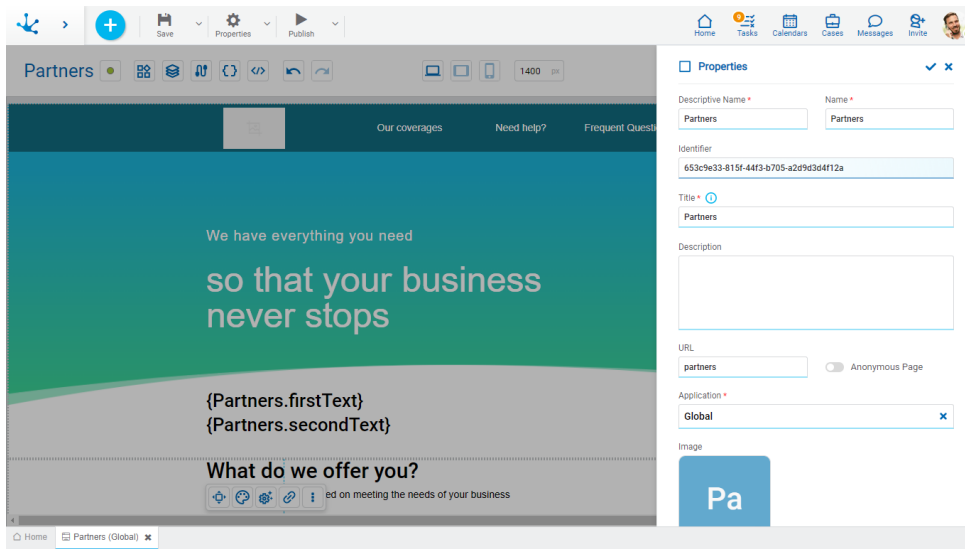 Save
Properties
Publish
Home
9
Tasks
Calendars
Cases
Messages
Invite
Partners
1400 px
Our coverages
Need help?
Frequent Questi
We have everything you need
so that your business
never stops
{Partners.firstText}
{Partners.secondText}
What do we offer you?
ed on meeting the needs of your business
Properties
Descriptive Name *
Name *
Partners
Partners
Identifier
653c9e33-815f-44f3-b705-a2d9d3d4f12a
Title *
Partners
Description
URL
partners
Anonymous Page
Application *
Global
Image
Pa
Home
Partners (Global)